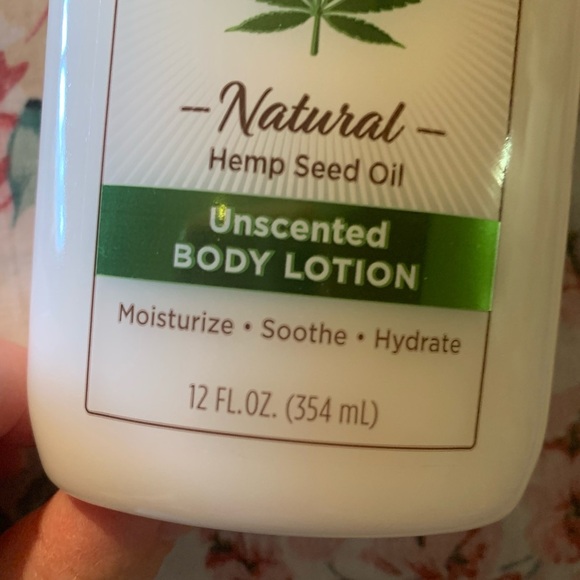 – Natural –
Hemp Seed Oil
Unscented
BODY LOTION
Moisturize • Soothe • Hydrate
12 FL.OZ. (354 mL)